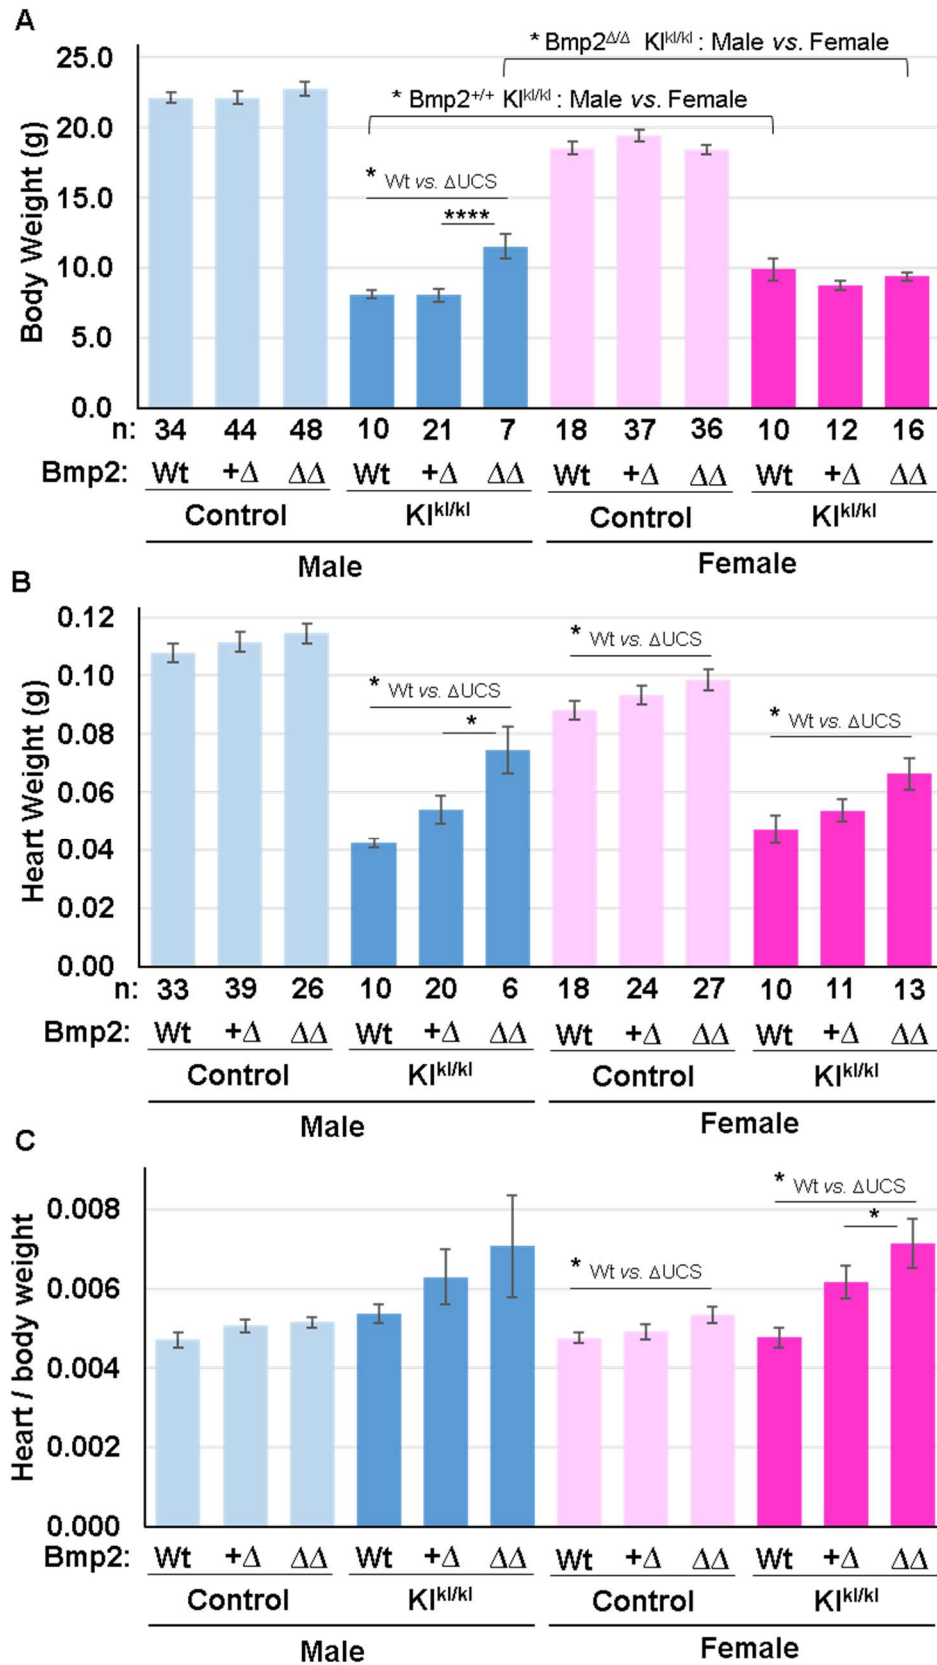 A
* Bmp2Δ/Δ Klkl/kl : Male vs. Female
25.0
* Bmp2+/+ Klkl/kl : Male vs. Female
20.0
* Wt vs. ΔUCS
15.0
****
10.0
5.0
0.0
Body Weight (g)
n: 34 44 48 10 21 7 18 37 36 10 12 16
Bmp2: Wt +Δ ΔΔ Wt +Δ ΔΔ Wt +Δ ΔΔ Wt +Δ ΔΔ
Control Klkl/kl Control Klkl/kl
Male Female
B
0.12
* Wt vs. ΔUCS
0.10
* Wt vs. ΔUCS
* Wt vs. ΔUCS
*
0.08
0.06
0.04
0.02
0.00
Heart Weight (g)
n: 33 39 26 10 20 6 18 24 27 10 11 13
Bmp2: Wt +Δ ΔΔ Wt +Δ ΔΔ Wt +Δ ΔΔ Wt +Δ ΔΔ
Control Klkl/kl Control Klkl/kl
Male Female
C
* Wt vs. ΔUCS
0.008
*
* Wt vs. ΔUCS
0.006
0.004
0.002
0.000
Heart / body weight
Bmp2: Wt +Δ ΔΔ Wt +Δ ΔΔ Wt +Δ ΔΔ Wt +Δ ΔΔ
Control Klkl/kl Control Klkl/kl
Male Female